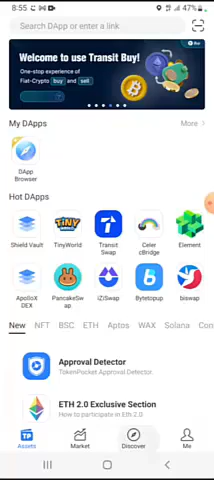 8:55
47%
Search DApp or enter a link
Buy
Welcome to use Transit Buy!
One-stop experience of
Fiat-Crypto buy and sell
My DApps
More >
DApp Browser
Hot DApps
Shield Vault
TinyWorld
Transit Swap
Celer cBridge
Element
ApolloX DEX
PancakeSwap
iZiSwap
Bytetopup
biswap
New NFT BSC ETH Aptos WAX Solana Con
Approval Detector
TokenPocket Approval Detector.
ETH 2.0 Exclusive Section
How to participate in Eth 2.0
TP
Assets
Market
Discover
Me